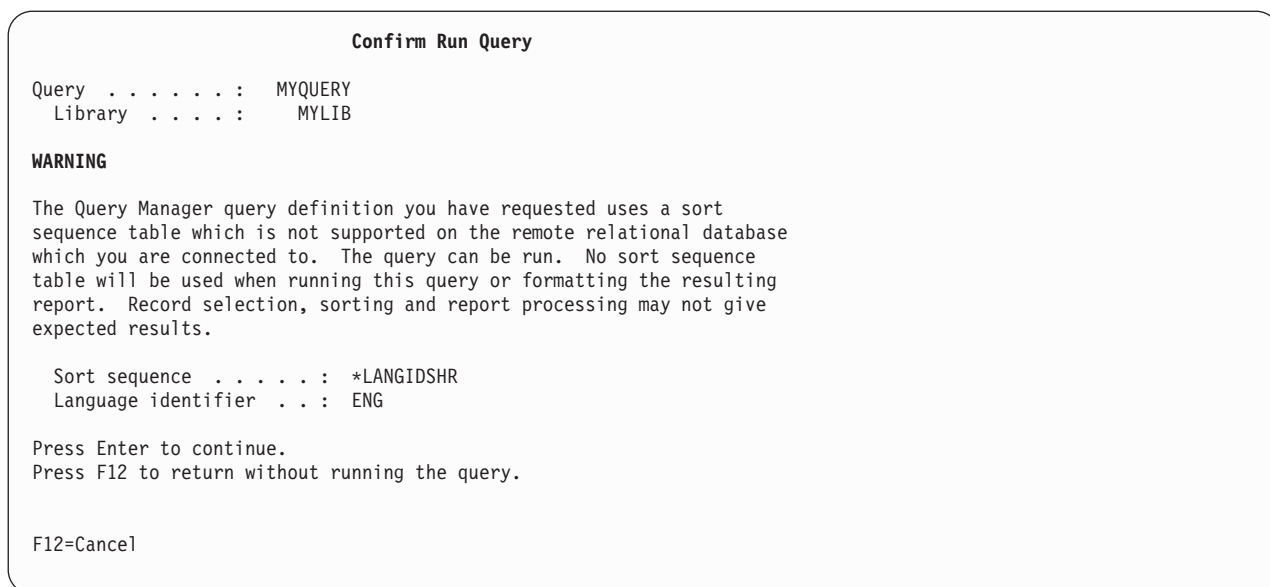 Confirm Run Query
Query . . . . . . : MYQUERY
Library . . . . : MYLIB
WARNING
The Query Manager query definition you have requested uses a sort
sequence table which is not supported on the remote relational database
which you are connected to. The query can be run. No sort sequence
table will be used when running this query or formatting the resulting
report. Record selection, sorting and report processing may not give
expected results.
Sort sequence . . . . . : *LANGIDSHR
Language identifier . . : ENG
Press Enter to continue.
Press F12 to return without running the query.
F12=Cancel